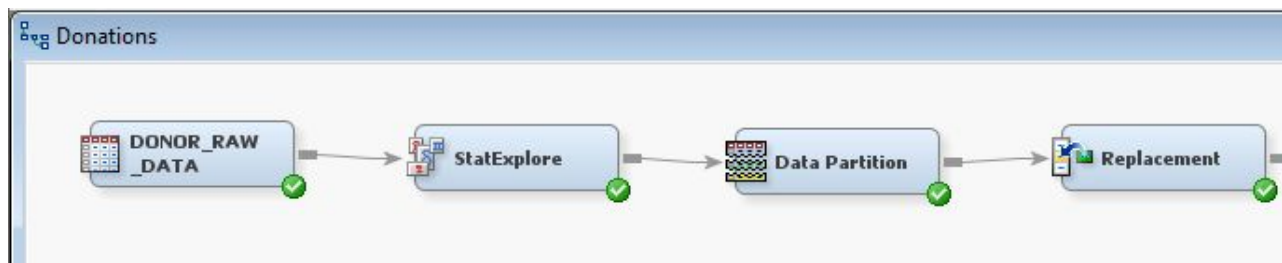 Donations
DONOR_RAW
_DATA
StatExplore
Data Partition
Replacement